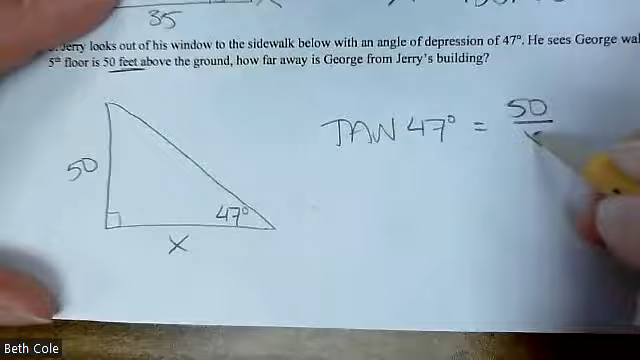 35
Jerry looks out of his window to the sidewalk below with an angle of depression of 47°. He sees George
5th floor is 50 feet above the ground, how far away is George from Jerry's building?
TAN 47° = 50/x
50
47°
x
Beth Cole